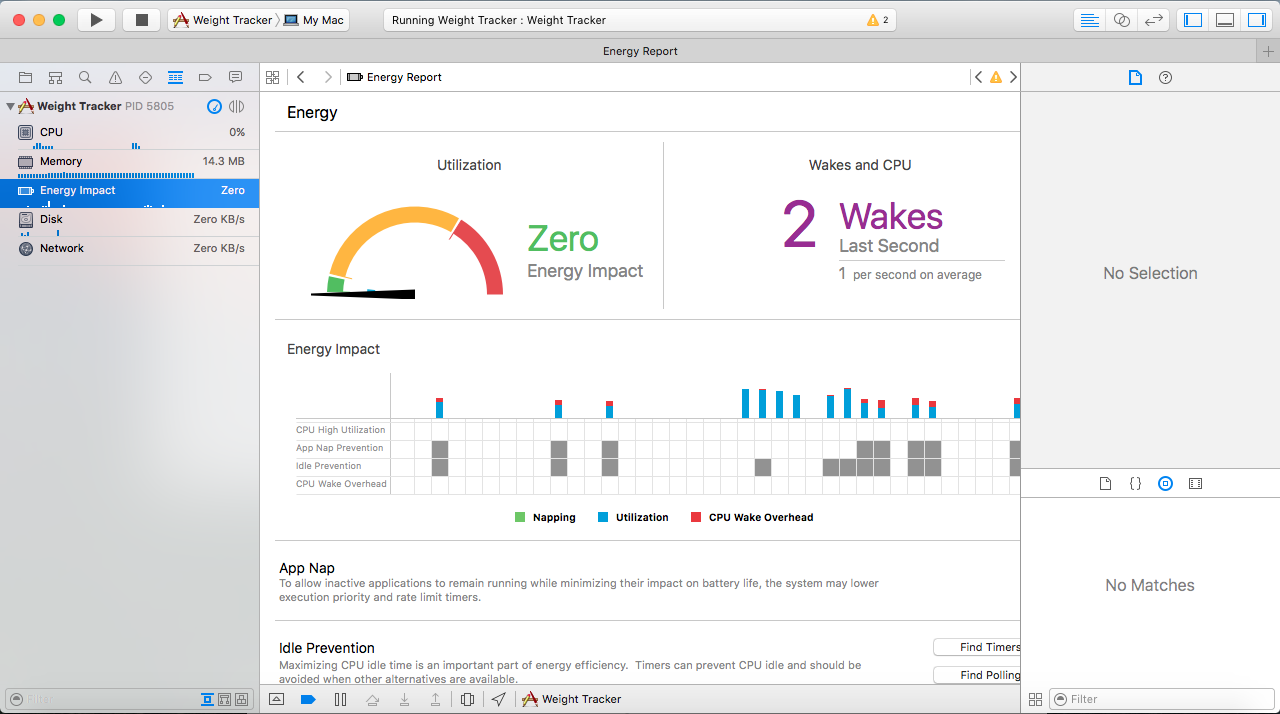 Weight Tracker My Mac
Running Weight Tracker : Weight Tracker
2
Energy Report
Energy Report
Weight Tracker PID 5805
CPU 0%
Memory 14.3 MB
Energy Impact Zero
Disk Zero KB/s
Network Zero KB/s
Filter
Energy
Utilization
Zero
Energy Impact
Wakes and CPU
2 Wakes
Last Second
1 per second on average
Energy Impact
CPU High Utilization
App Nap Prevention
Idle Prevention
CPU Wake Overhead
Napping Utilization CPU Wake Overhead
App Nap
To allow inactive applications to remain running while minimizing their impact on battery life, the system may lower
execution priority and rate limit timers.
Idle Prevention
Maximizing CPU idle time is an important part of energy efficiency. Timers can prevent CPU idle and should be
avoided when other alternatives are available.
Find Timers
Find Polling
Weight Tracker
No Selection
No Matches
Filter